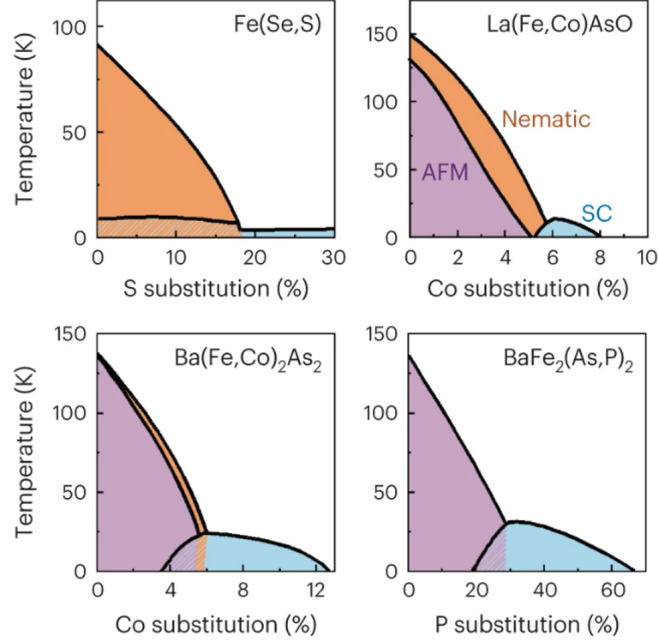 Fe(Se,S)
Temperature (K)
100
50
0
0 10 20 30
S substitution (%)
La(Fe,Co)AsO
150
100
50
0
Nematic
AFM
SC
0 2 4 6 8 10
Co substitution (%)
Ba(Fe,Co)₂As₂
Temperature (K)
150
100
50
0
0 4 8 12
Co substitution (%)
BaFe₂(As,P)₂
150
100
50
0
0 20 40 60
P substitution (%)